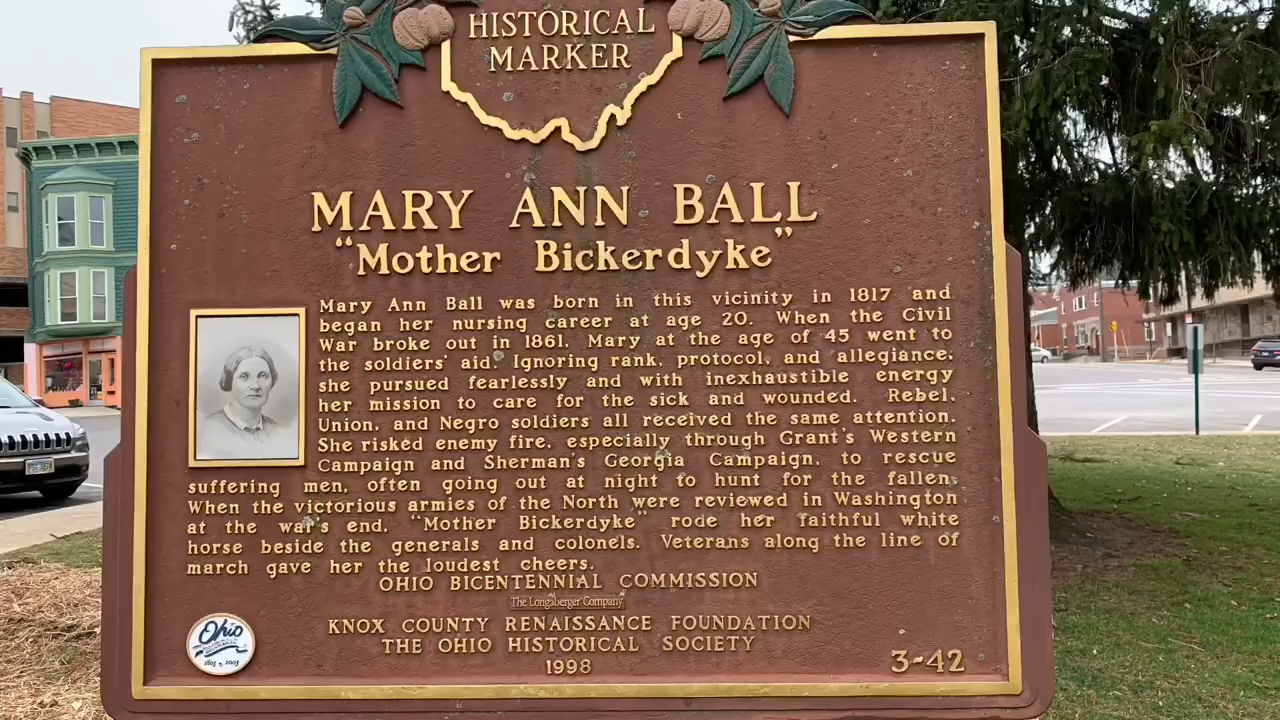 HISTORICAL
MARKER
MARY ANN BALL
"Mother Bickerdyke"
Mary Ann Ball was born in this vicinity in 1817 and
began her nursing career at age 20. When the Civil
War broke out in 1861, Mary at the age of 45 went to
the soldiers' aid. Ignoring rank, protocol, and allegiance,
she pursued fearlessly and with inexhaustible energy
her mission to care for the sick and wounded. Rebel,
Union, and Negro soldiers all received the same attention.
She risked enemy fire, especially through Grant's Western
Campaign and Sherman's Georgia Campaign, to rescue
suffering men, often going out at night to hunt for the fallen.
When the victorious armies of the North were reviewed in Washington
at the war's end, "Mother Bickerdyke" rode her faithful white
horse beside the generals and colonels. Veterans along the line of
march gave her the loudest cheers.
OHIO BICENTENNIAL COMMISSION
The Longaberger Company
KNOX COUNTY RENAISSANCE FOUNDATION
THE OHIO HISTORICAL SOCIETY
1998
3-42
Ohio
1803 2003